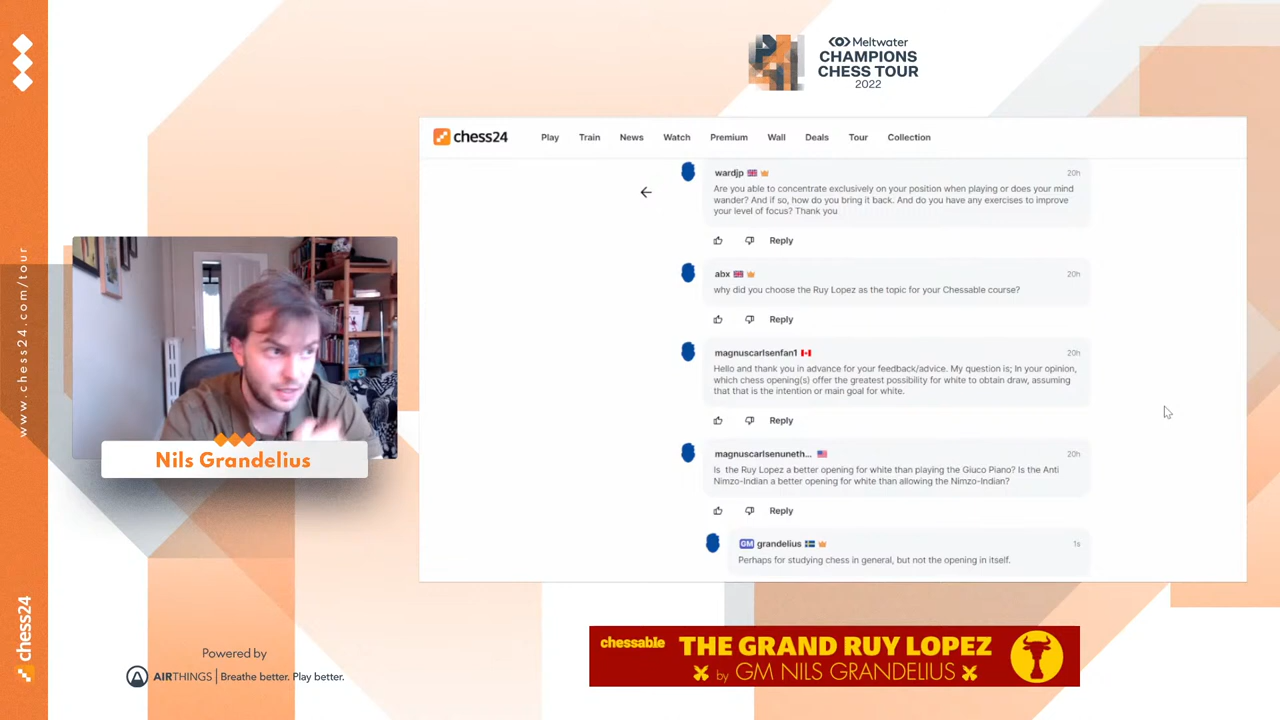 Meltwater
CHAMPIONS
CHESS TOUR
2022
www.chess24.com/tour
chess24
chess24
Play
Train
News
Watch
Premium
Wall
Deals
Tour
Collection
wardjp
20h
Are you able to concentrate exclusively on your position when playing or does your mind
wander? And if so, how do you bring it back. And do you have any exercises to improve
your level of focus? Thank you
Reply
abx
20h
why did you choose the Ruy Lopez as the topic for your Chessable course?
Reply
magnuscarlsenfan1
20h
Hello and thank you in advance for your feedback/advice. My question is; In your opinion,
which chess opening(s) offer the greatest possibility for white to obtain draw, assuming
that that is the intention or main goal for white.
Reply
magnuscarlsenuneth...
20h
Is the Ruy Lopez a better opening for white than playing the Giuco Piano? Is the Anti
Nimzo-Indian a better opening for white than allowing the Nimzo-Indian?
Reply
GM grandelius
1s
Perhaps for studying chess in general, but not the opening in itself.
Nils Grandelius
Powered by
AIRTHINGS | Breathe better. Play better.
chessable THE GRAND RUY LOPEZ
by GM NILS GRANDELIUS